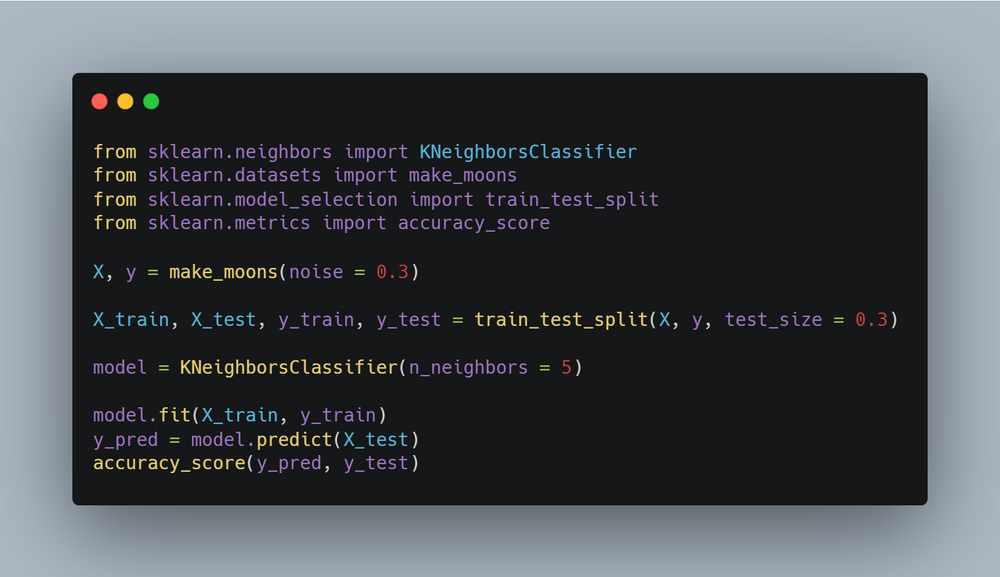 from sklearn.neighbors import KNeighborsClassifier
from sklearn.datasets import make_moons
from sklearn.model_selection import train_test_split
from sklearn.metrics import accuracy_score
X, y = make_moons(noise = 0.3)
X_train, X_test, y_train, y_test = train_test_split(X, y, test_size = 0.3)
model = KNeighborsClassifier(n_neighbors = 5)
model.fit(X_train, y_train)
y_pred = model.predict(X_test)
accuracy_score(y_pred, y_test)